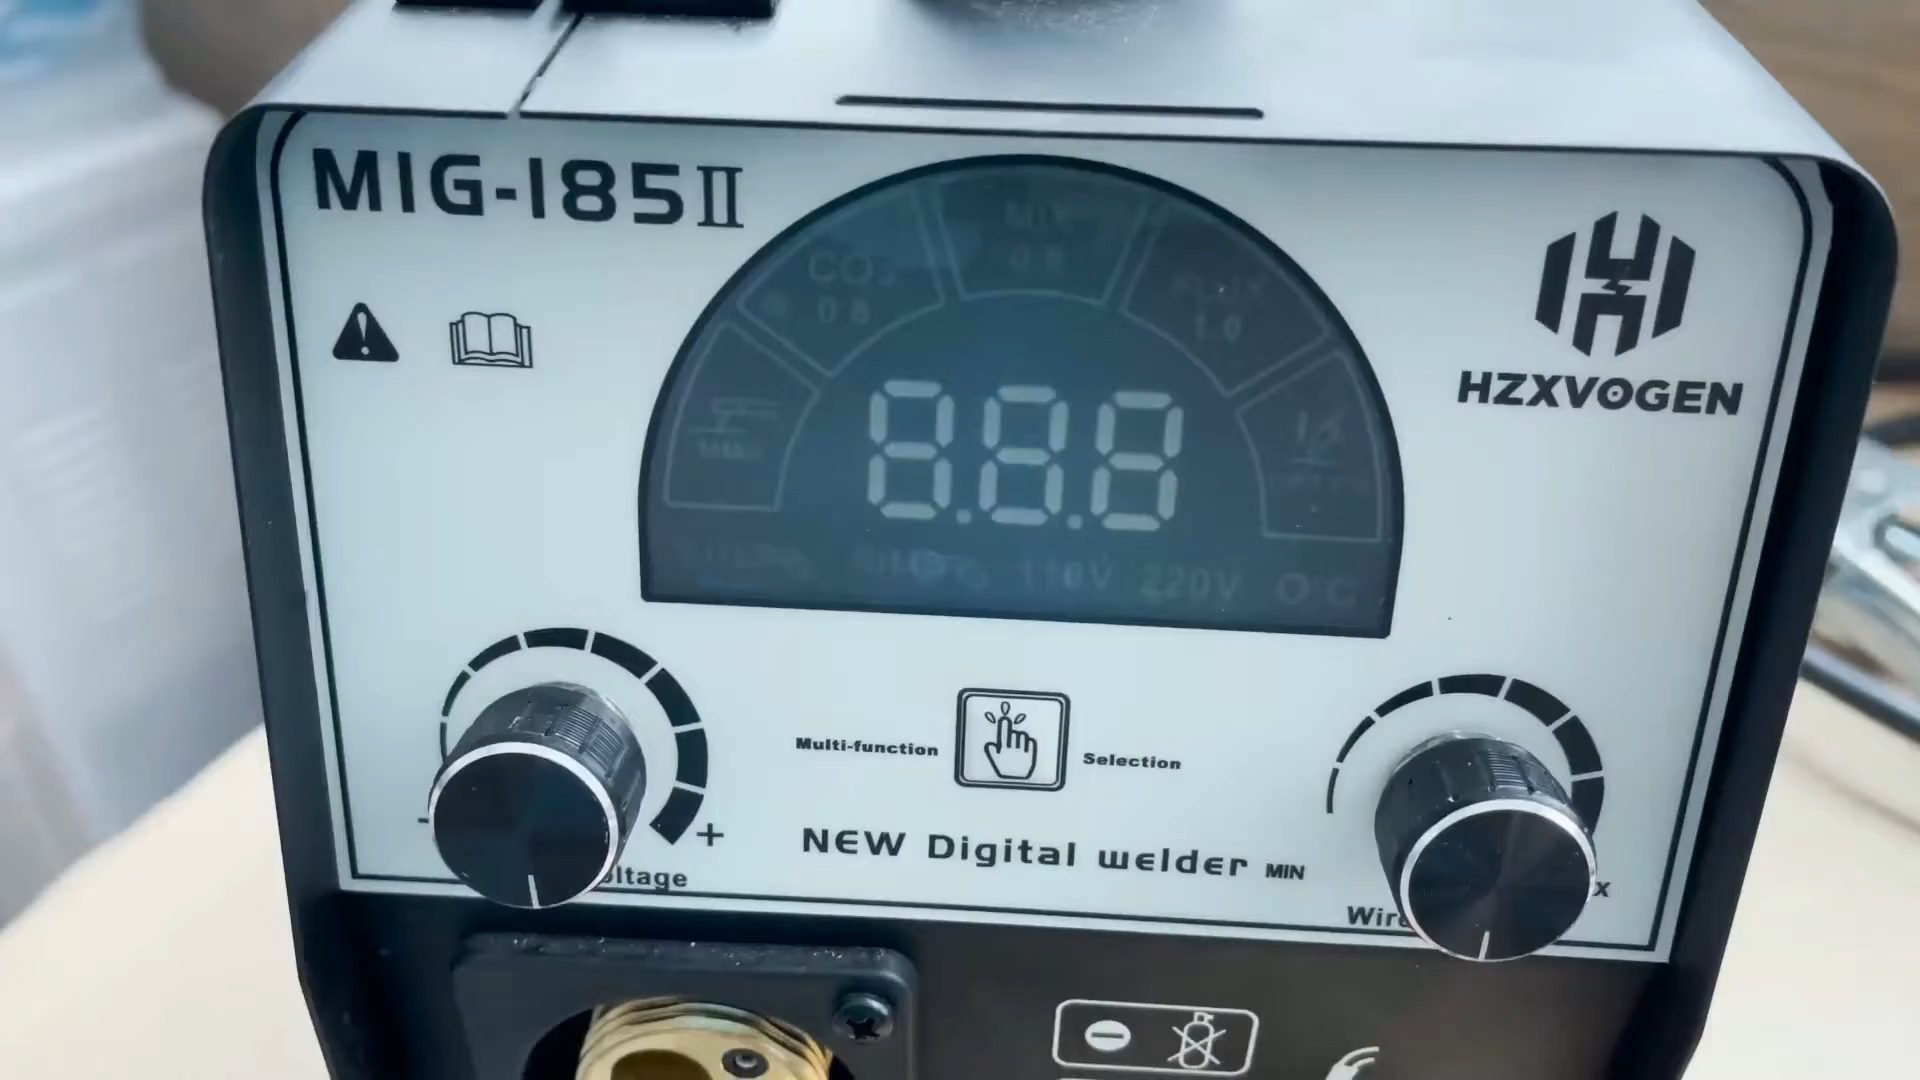 MIG-185II
HZXVOGEN
CO₂
0.8
MIX
0.8
FLUX
1.0
8.8.8
110V 220V O C
Multi-function
Selection
NEW Digital welder
MIN